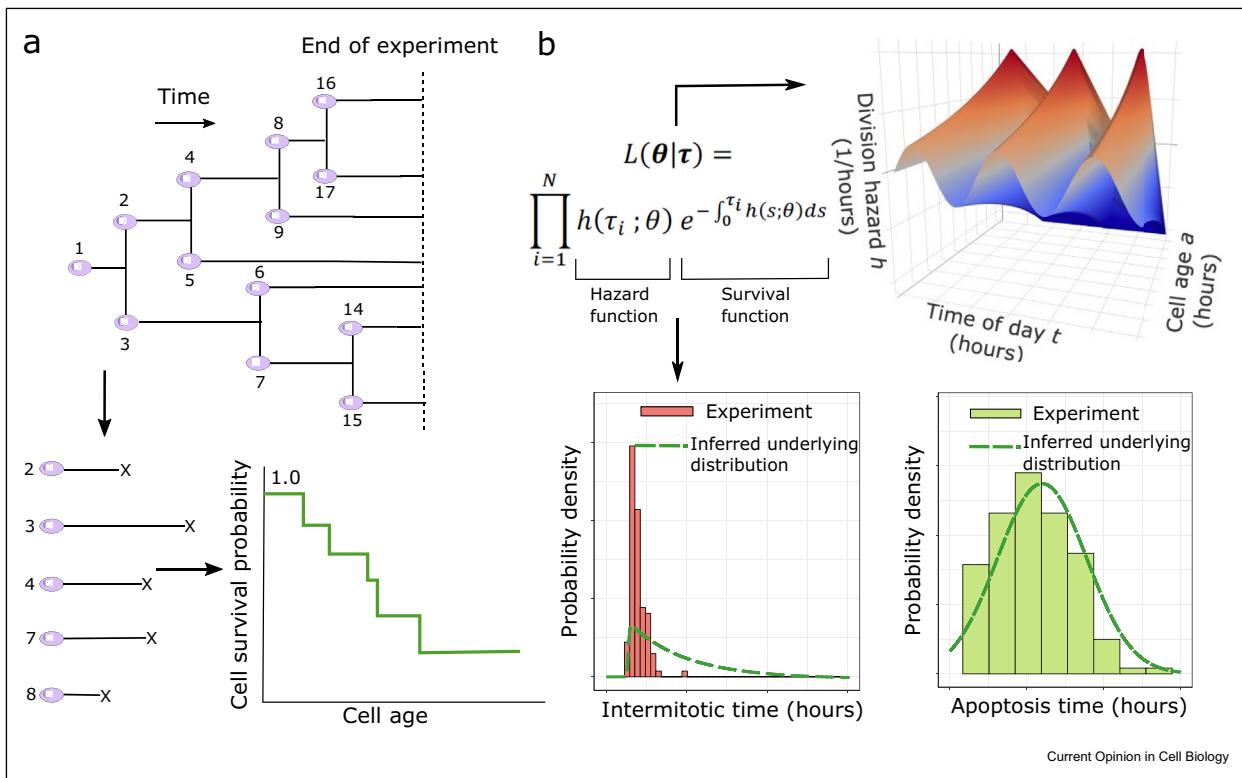 a
End of experiment
Time
16
8
4
17
2
9
1
5
6
14
3
7
15
2
X
3
X
4
X
7
X
8
X
1.0
Cell survival probability
Cell age
b
L(θ|τ) =
∏ᵢ₌₁ᴺ h(τᵢ ; θ) e^{−∫₀^{τᵢ} h(s;θ)ds}
Hazard
function
Survival
function
Division hazard h
(1/hours)
Time of day t
(hours)
Cell age a
(hours)
Experiment
Inferred underlying
distribution
Probability density
Intermitotic time (hours)
Experiment
Inferred underlying
distribution
Probability density
Apoptosis time (hours)
Current Opinion in Cell Biology